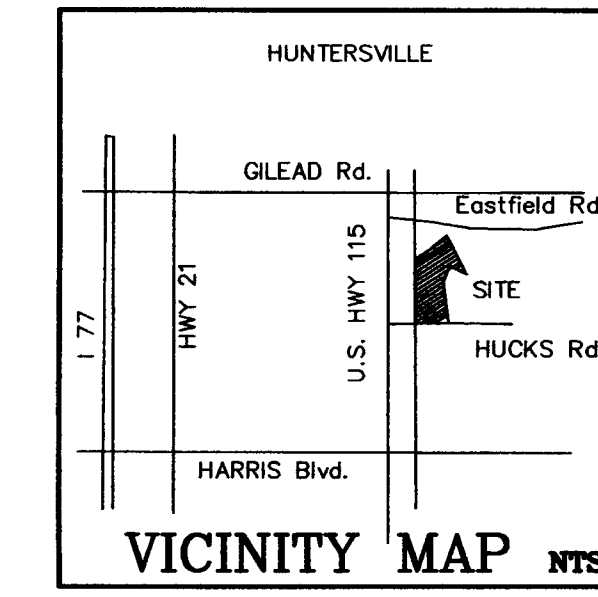 HUNTERSVILLE
GILEAD Rd.
Eastfield Rd
U.S. HWY 115
HWY 21
SITE
I 77
HUCKS Rd
HARRIS Blvd.
VICINITY MAP NTS